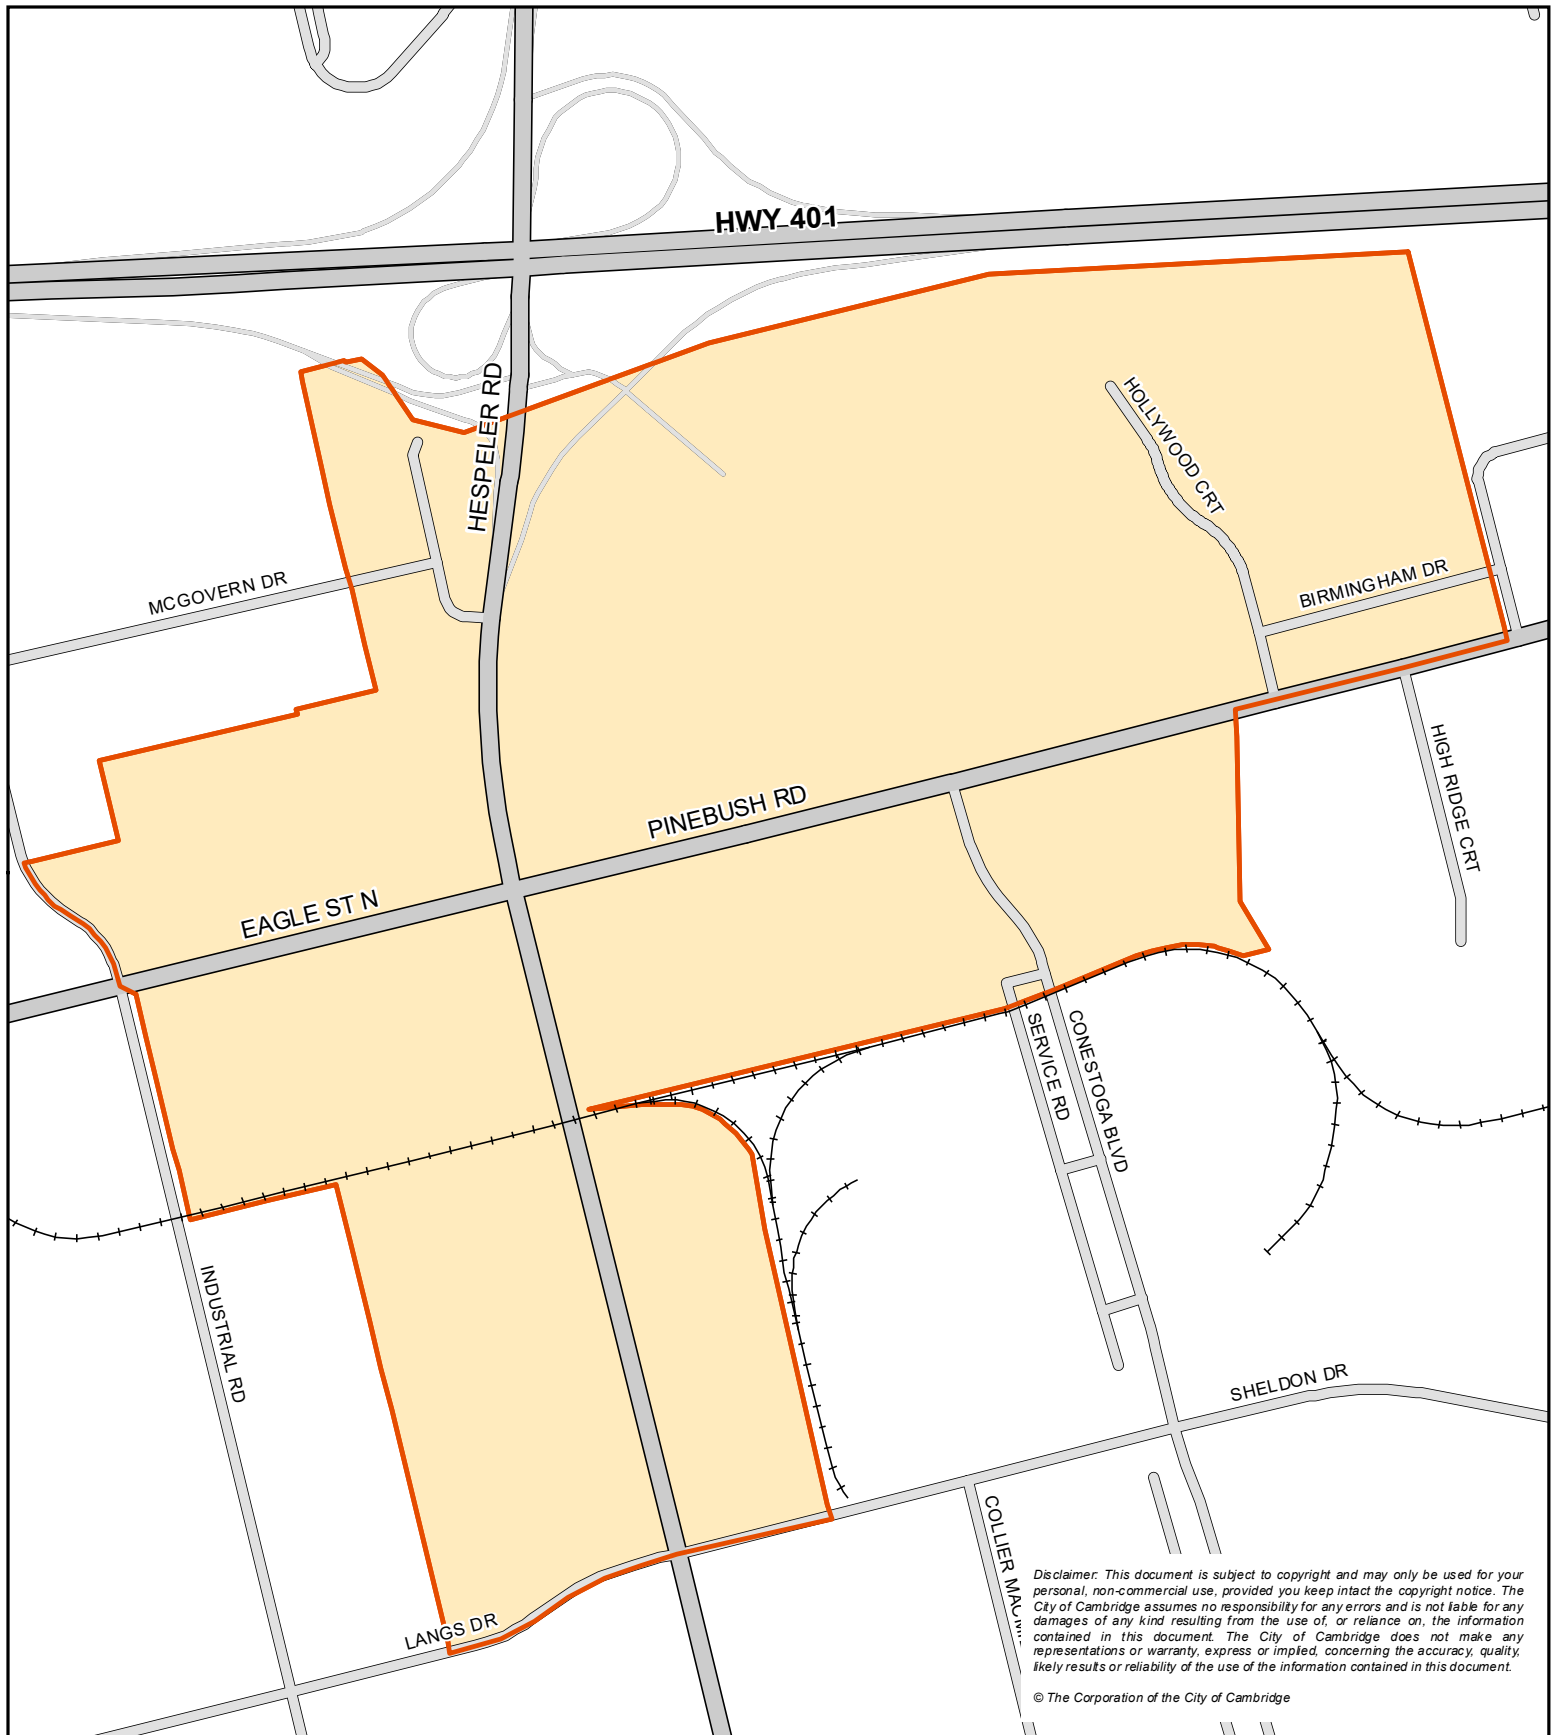 HWY 401
HESPELER RD
HOLLYWOOD CRT
MCGOVERN DR
BIRMINGHAM DR
HIGH RIDGE CRT
PINEBUSH RD
EAGLE ST N
SERVICE RD
CONESTOGA BLVD
INDUSTRIAL RD
SHELDON DR
COLLIER
LANGS DR
Disclaimer: This document is subject to copyright and may only be used for your
personal, non-commercial use, provided you keep intact the copyright notice. The
City of Cambridge assumes no responsibility for any errors and is not liable for any
damages of any kind resulting from the use of, or reliance on, the information
contained in this document. The City of Cambridge does not make any
representations or warranty, express or implied, concerning the accuracy, quality,
likely results or reliability of the use of the information contained in this document.
© The Corporation of the City of Cambridge